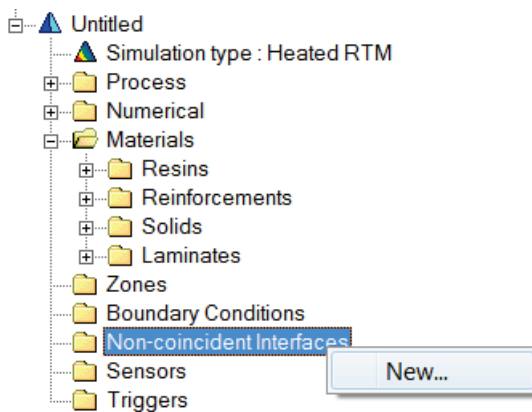 Untitled
Simulation type : Heated RTM
Process
Numerical
Materials
Resins
Reinforcements
Solids
Laminates
Zones
Boundary Conditions
Non-coincident Interfaces
Sensors
New...
Triggers